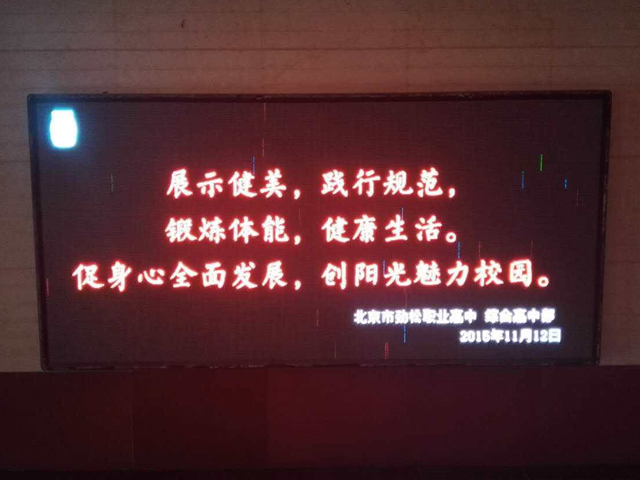 展示健美，践行规范，
锻炼体能，健康生活。
促身心全面发展，创阳光魅力校园。
北京市劲松职业高中 综合高中部
2015年11月12日